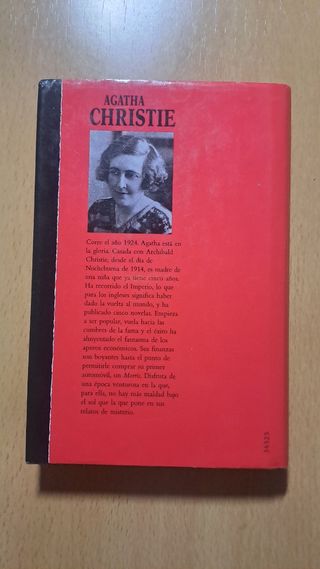 AGATHA
CHRISTIE
Corre el año 1924. Agatha está en
la gloria. Casada con Archibald
Christie; desde el día de
Nochebuena de 1914, es madre de
una niña que ya tiene cinco años.
Ha recorrido el Imperio, lo que
para los ingleses significa haber
dado la vuelta al mundo, y ha
publicado cinco novelas. Empieza
a ser popular, vuela hacia las
cumbres de la fama y el éxito ha
ahuyentado el fantasma de los
apuros económicos. Sus finanzas
son boyantes hasta el punto de
permitirle comprar su primer
automóvil, un Morris. Disfruta de
una época venturosa en la que,
para ella, no hay más maldad bajo
el sol que la que pone en sus
relatos de misterio.
34525